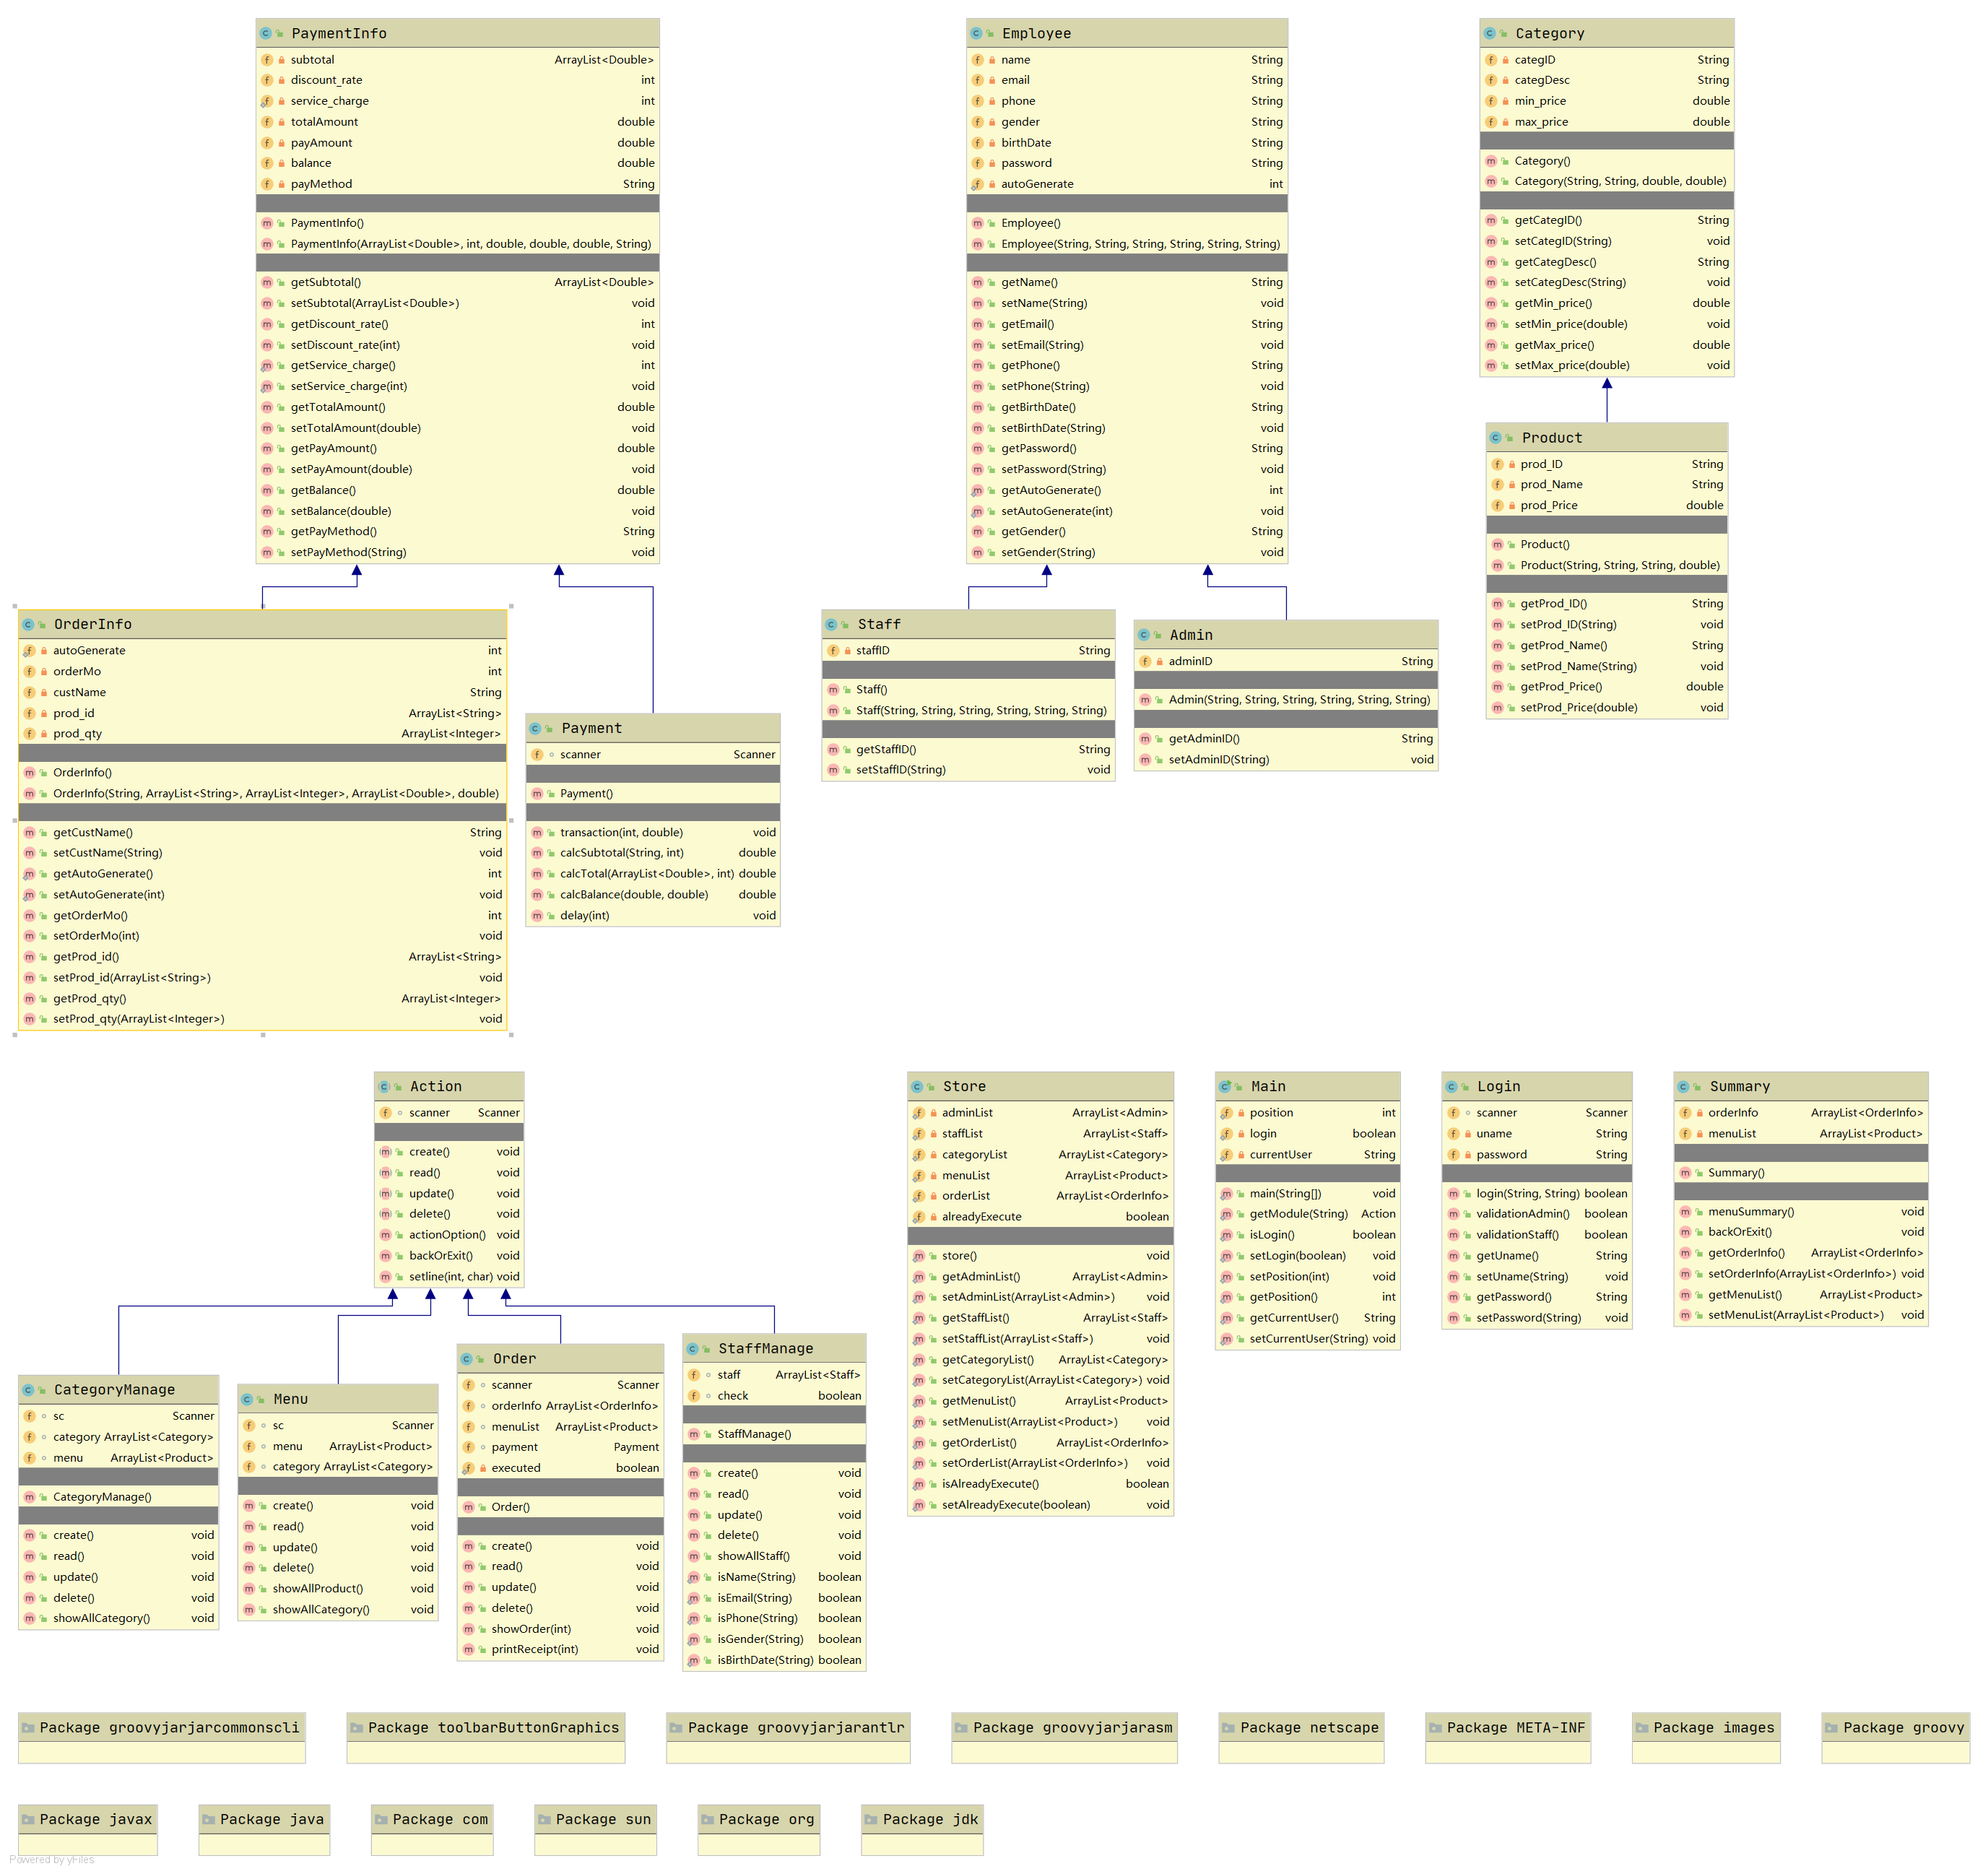 PaymentInfo
subtotal ArrayList<Double>
discount_rate int
service_charge int
totalAmount double
payAmount double
balance double
payMethod String
PaymentInfo()
PaymentInfo(ArrayList<Double>, int, double, double, double, String)
getSubtotal() ArrayList<Double>
setSubtotal(ArrayList<Double>) void
getDiscount_rate() int
setDiscount_rate(int) void
getService_charge() int
setService_charge(int) void
getTotalAmount() double
setTotalAmount(double) void
getPayAmount() double
setPayAmount(double) void
getBalance() double
setBalance(double) void
getPayMethod() String
setPayMethod(String) void
Employee
name String
email String
phone String
gender String
birthDate String
password String
autoGenerate int
Employee()
Employee(String, String, String, String, String, String)
getName() String
setName(String) void
getEmail() String
setEmail(String) void
getPhone() String
setPhone(String) void
getBirthDate() String
setBirthDate(String) void
getPassword() String
setPassword(String) void
getAutoGenerate() int
setAutoGenerate(int) void
getGender() String
setGender(String) void
Category
categID String
categDesc String
min_price double
max_price double
Category()
Category(String, String, double, double)
getCategID() String
setCategID(String) void
getCategDesc() String
setCategDesc(String) void
getMin_price() double
setMin_price(double) void
getMax_price() double
setMax_price(double) void
Product
prod_ID String
prod_Name String
prod_Price double
Product()
Product(String, String, String, double)
getProd_ID() String
setProd_ID(String) void
getProd_Name() String
setProd_Name(String) void
getProd_Price() double
setProd_Price(double) void
OrderInfo
autoGenerate int
orderMo int
custName String
prod_id ArrayList<String>
prod_qty ArrayList<Integer>
OrderInfo()
OrderInfo(String, ArrayList<String>, ArrayList<Integer>, ArrayList<Double>, double)
getCustName() String
setCustName(String) void
getAutoGenerate() int
setAutoGenerate(int) void
getOrderMo() int
setOrderMo(int) void
getProd_id() ArrayList<String>
setProd_id(ArrayList<String>) void
getProd_qty() ArrayList<Integer>
setProd_qty(ArrayList<Integer>) void
Payment
scanner Scanner
Payment()
transaction(int, double) void
calcSubtotal(String, int) double
calcTotal(ArrayList<Double>, int) double
calcBalance(double, double) double
delay(int) void
Staff
staffID String
Staff()
Staff(String, String, String, String, String, String)
getStaffID() String
setStaffID(String) void
Admin
adminID String
Admin(String, String, String, String, String, String)
getAdminID() String
setAdminID(String) void
Action
scanner Scanner
create() void
read() void
update() void
delete() void
actionOption() void
backOrExit() void
setline(int, char) void
Store
adminList ArrayList<Admin>
staffList ArrayList<Staff>
categoryList ArrayList<Category>
menuList ArrayList<Product>
orderList ArrayList<OrderInfo>
alreadyExecute boolean
store() void
getAdminList() ArrayList<Admin>
setAdminList(ArrayList<Admin>) void
getStaffList() ArrayList<Staff>
setStaffList(ArrayList<Staff>) void
getCategoryList() ArrayList<Category>
setCategoryList(ArrayList<Category>) void
getMenuList() ArrayList<Product>
setMenuList(ArrayList<Product>) void
getOrderList() ArrayList<OrderInfo>
setOrderList(ArrayList<OrderInfo>) void
isAlreadyExecute() boolean
setAlreadyExecute(boolean) void
Main
position int
login boolean
currentUser String
main(String[]) void
getModule(String) Action
isLogin() boolean
setLogin(boolean) void
setPosition(int) void
getPosition() int
getCurrentUser() String
setCurrentUser(String) void
Login
scanner Scanner
uname String
password String
login(String, String) boolean
validationAdmin() boolean
validationStaff() boolean
getUname() String
setUname(String) void
getPassword() String
setPassword(String) void
Summary
orderInfo ArrayList<OrderInfo>
menuList ArrayList<Product>
Summary()
menuSummary() void
backOrExit() void
getOrderInfo() ArrayList<OrderInfo>
setOrderInfo(ArrayList<OrderInfo>) void
getMenuList() ArrayList<Product>
setMenuList(ArrayList<Product>) void
CategoryManage
sc Scanner
category ArrayList<Category>
menu ArrayList<Product>
CategoryManage()
create() void
read() void
update() void
delete() void
showAllCategory() void
Menu
sc Scanner
menu ArrayList<Product>
category ArrayList<Category>
create() void
read() void
update() void
delete() void
showAllProduct() void
showAllCategory() void
Order
scanner Scanner
orderInfo ArrayList<OrderInfo>
menuList ArrayList<Product>
payment Payment
executed boolean
Order()
create() void
read() void
update() void
delete() void
showOrder(int) void
printReceipt(int) void
StaffManage
staff ArrayList<Staff>
check boolean
StaffManage()
create() void
read() void
update() void
delete() void
showAllStaff() void
isName(String) boolean
isEmail(String) boolean
isPhone(String) boolean
isGender(String) boolean
isBirthDate(String) boolean
Package groovyjarjarcommonscli
Package toolbarButtonGraphics
Package groovyjarjarantlr
Package groovyjarjarasm
Package netscape
Package META-INF
Package images
Package groovy
Package javax
Package java
Package com
Package sun
Package org
Package jdk
Powered by yFiles